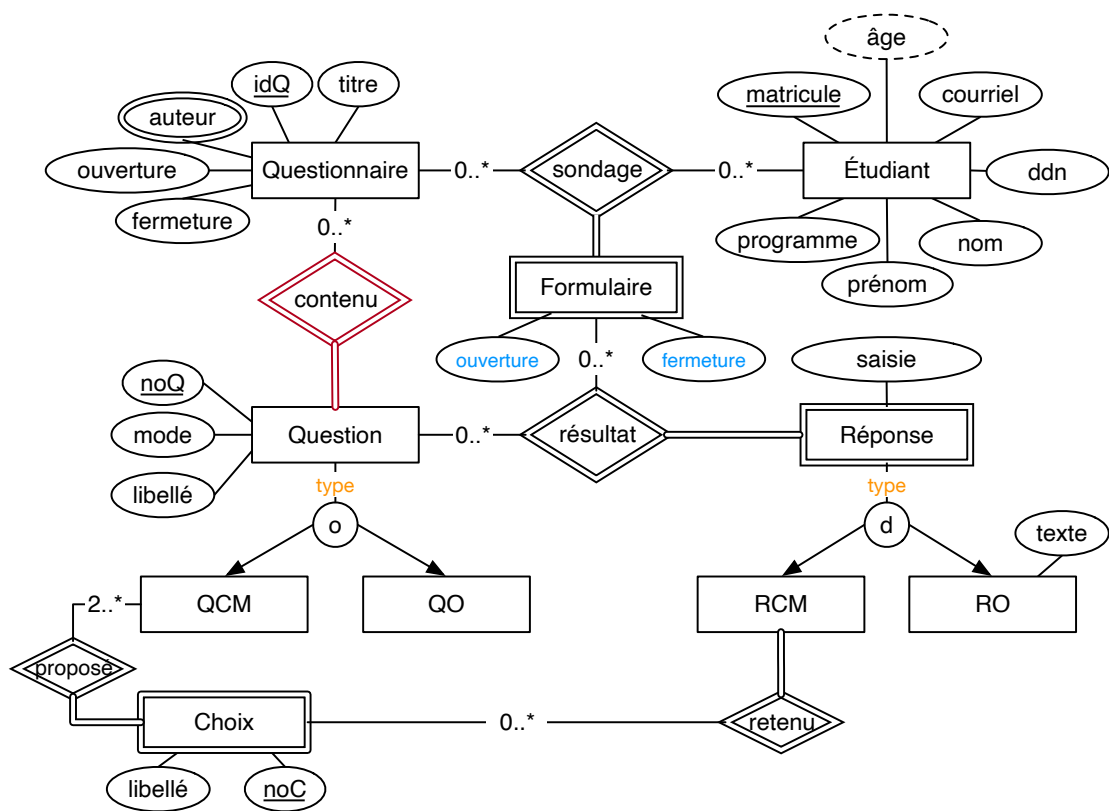 âge
idQ
titre
matricule
courriel
auteur
ouverture
Questionnaire
0..*
sondage
0..*
Étudiant
ddn
fermeture
0..*
programme
nom
prénom
contenu
Formulaire
ouverture
0..*
fermeture
saisie
noQ
mode
Question
0..*
résultat
Réponse
libellé
type
type
o
d
texte
2..*
QCM
QO
RCM
RO
proposé
Choix
0..*
retenu
libellé
noC